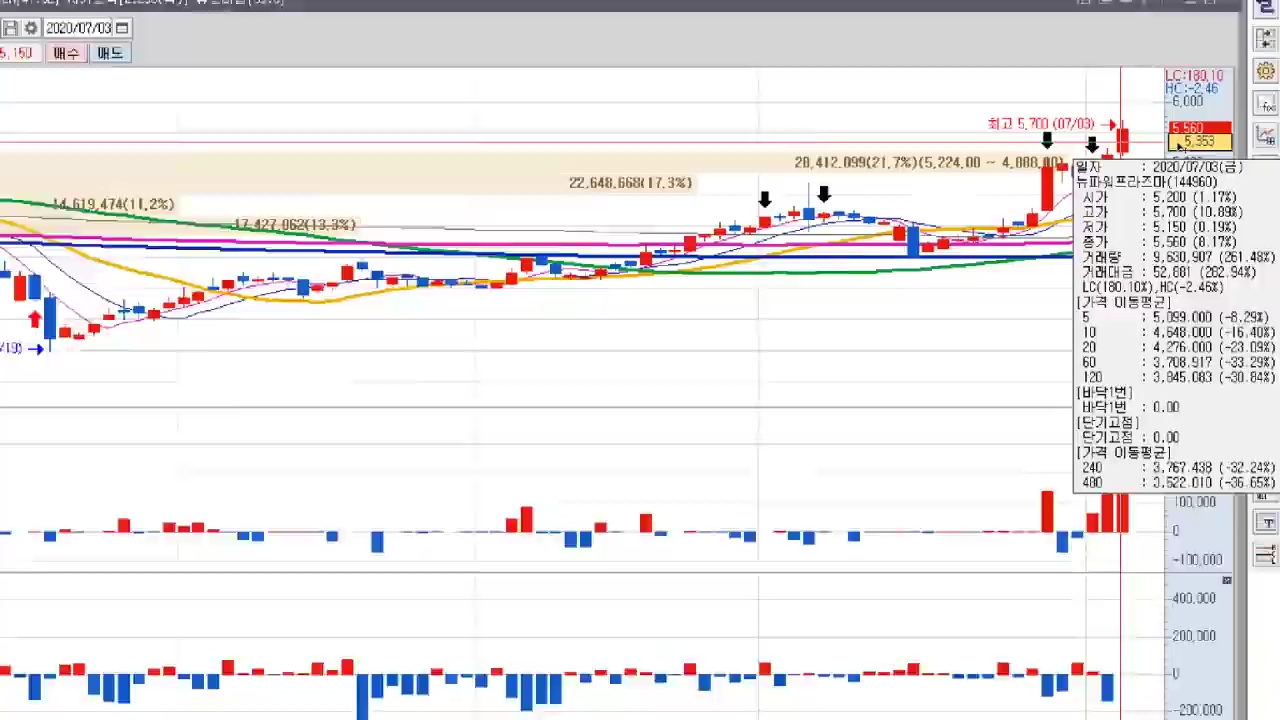 2020/07/03
5,150 매수 매도
LC:180.10
HC:-2.46
6,000
최고 5,700 (07/03)
5,560
5,353
28,412.099(21.7%)(5,224.00 ~ 4,888.00)
22,648.668(17.3%)
14,619,474(11.2%)
17,427.062(13.3%)
일자 : 2020/07/03(금)
뉴파워프라즈마(144960)
시가 : 5,200 (1.17%)
고가 : 5,700 (10.89%)
저가 : 5,150 (0.19%)
종가 : 5,560 (8.17%)
거래량 : 9,630,907 (261.48%)
거래대금 : 52,881 (282.94%)
LC(180.10%),HC(-2.46%)
[가격 이동평균]
5 : 5,099.000 (-8.29%)
10 : 4,648.000 (-16.40%)
20 : 4,276.000 (-23.09%)
60 : 3,708.917 (-33.29%)
120 : 3,845.083 (-30.84%)
[바닥1번]
바닥1번 : 0.00
[단기고점]
단기고점 : 0.00
[가격 이동평균]
240 : 3,767.438 (-32.24%)
480 : 3,522.010 (-36.65%)
100,000
0
-100,000
400,000
200,000
0
-200,000